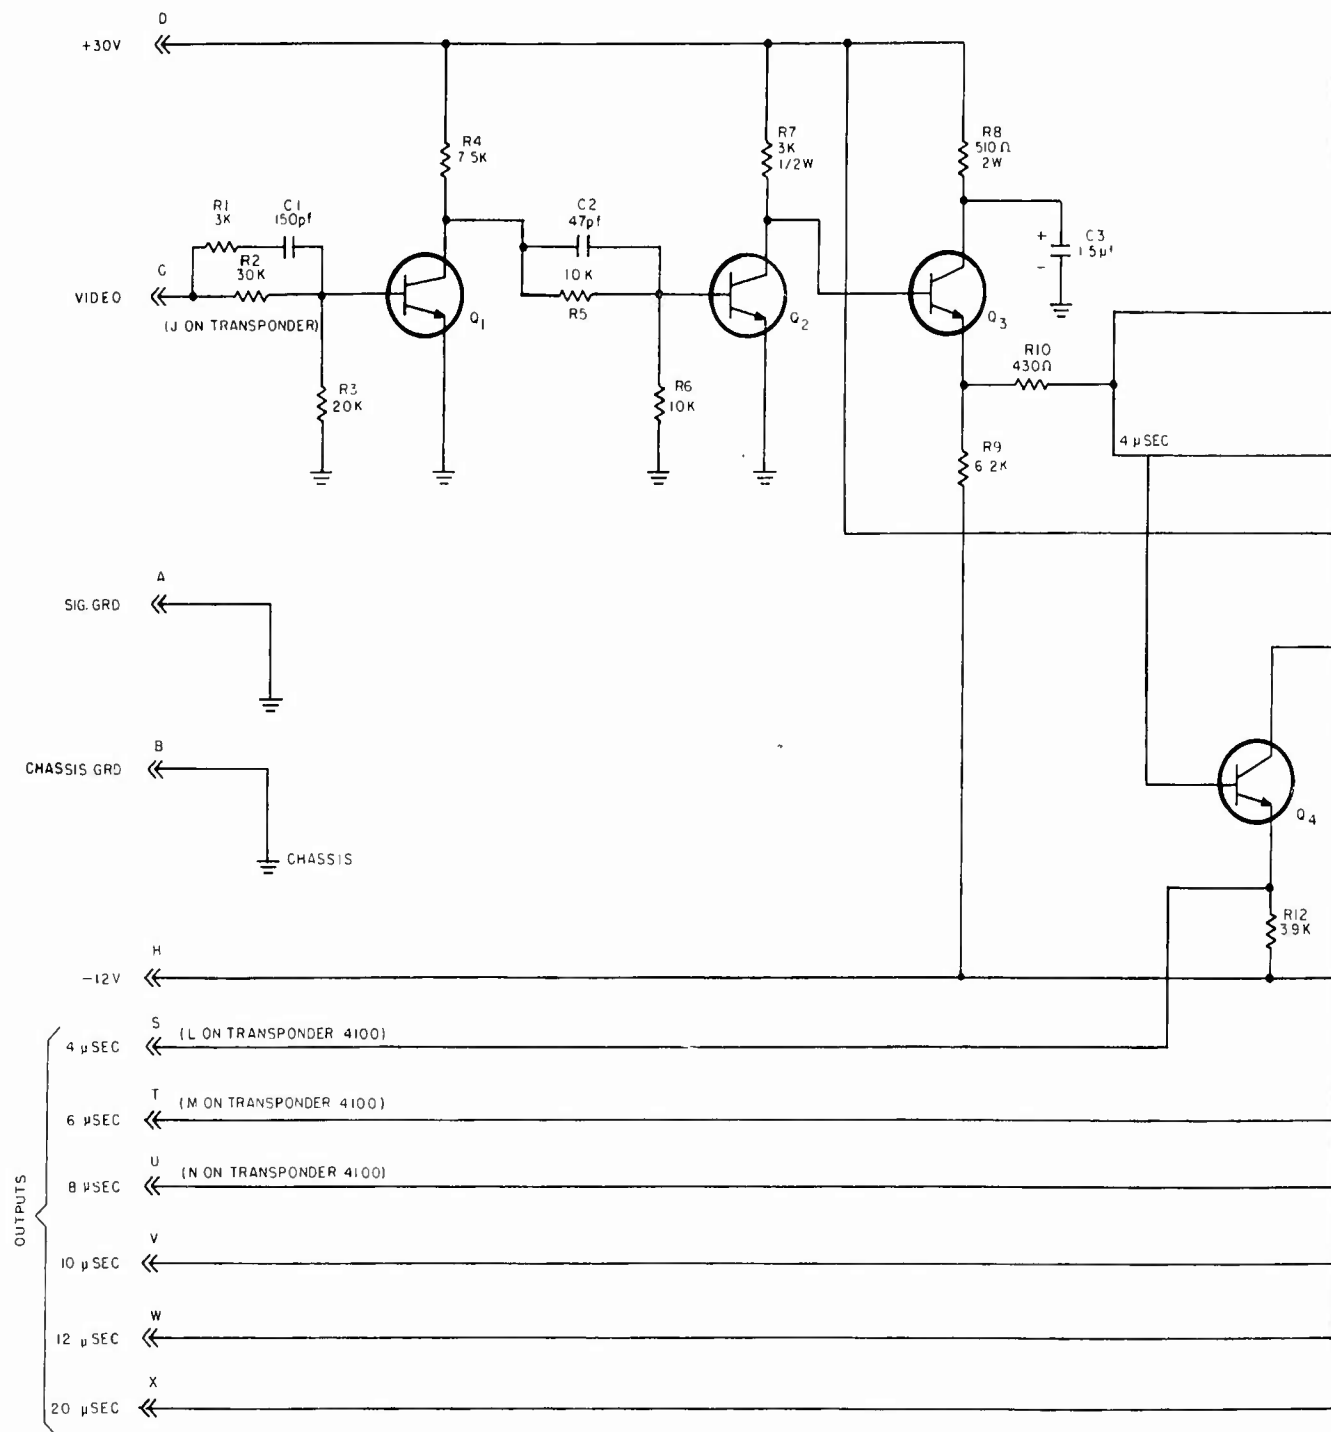 D
+30V
R4
7.5K
R7
3K
1/2W
R8
510Ω
2W
R1
3K
C1
150pf
C2
47pf
C3
1.5µf
+
-
R2
30K
10K
R5
C
VIDEO
(J ON TRANSPONDER)
Q1
Q2
Q3
R10
430Ω
R3
20K
R6
10K
R9
6.2K
4 µSEC
A
SIG. GRD
B
CHASSIS GRD
CHASSIS
Q4
R12
39K
H
-12V
S
(L ON TRANSPONDER 4100)
4 µSEC
T
(M ON TRANSPONDER 4100)
6 µSEC
U
(N ON TRANSPONDER 4100)
8 µSEC
OUTPUTS
V
10 µSEC
W
12 µSEC
X
20 µSEC